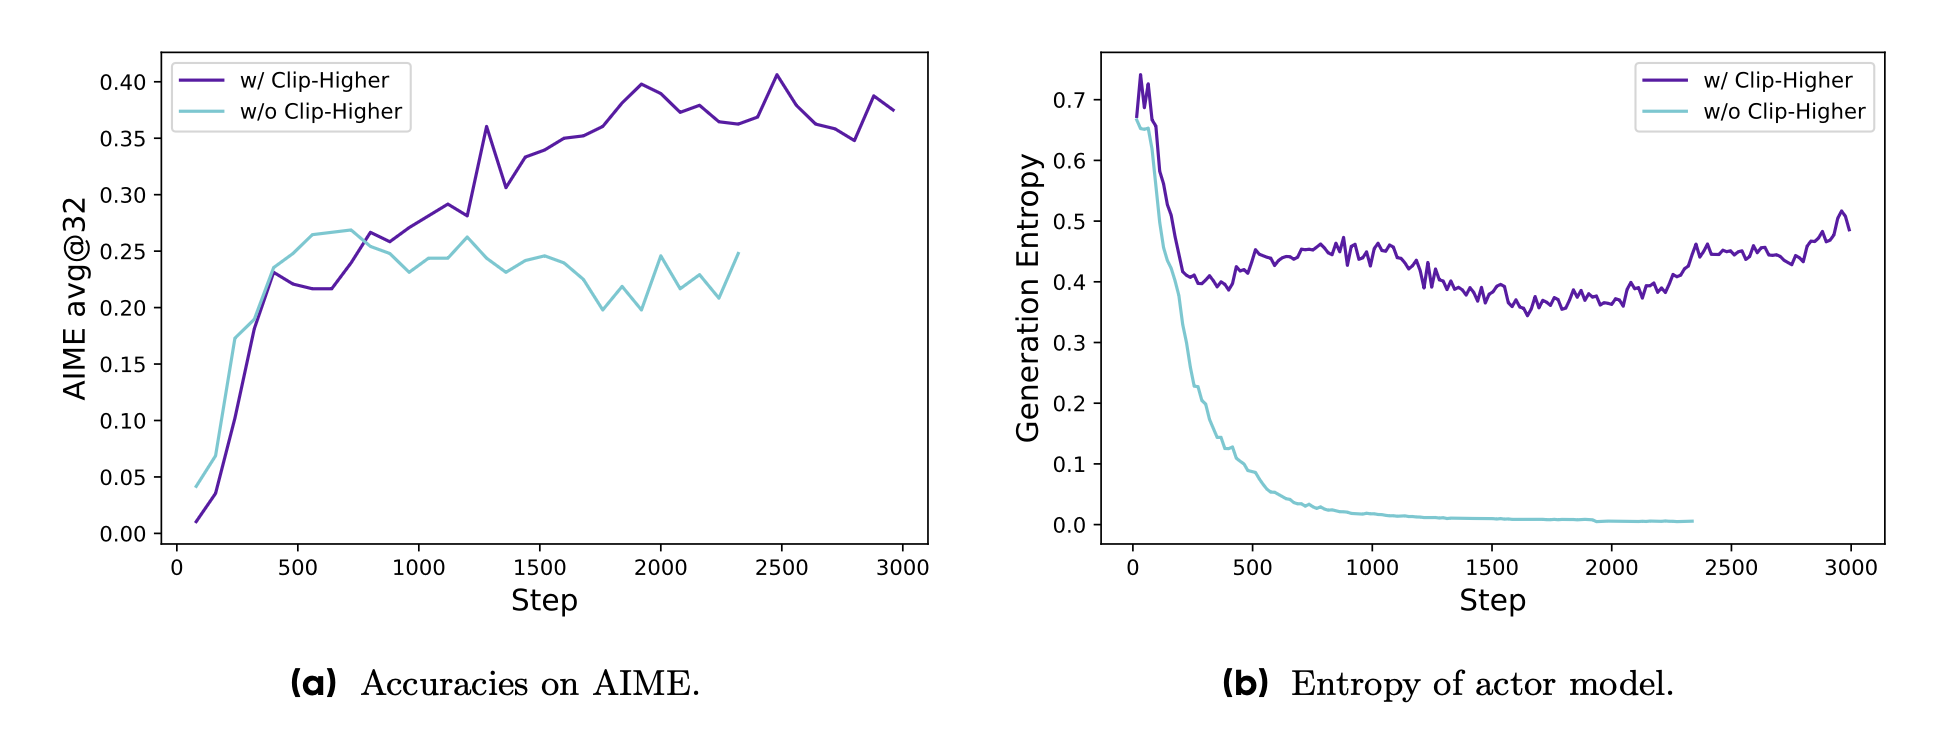 w/ Clip-Higher
w/o Clip-Higher
0.40
0.35
0.30
0.25
0.20
0.15
0.10
0.05
0.00
AIME avg@32
0 500 1000 1500 2000 2500 3000
Step
(a) Accuracies on AIME.
w/ Clip-Higher
w/o Clip-Higher
0.7
0.6
0.5
0.4
0.3
0.2
0.1
0.0
Generation Entropy
0 500 1000 1500 2000 2500 3000
Step
(b) Entropy of actor model.